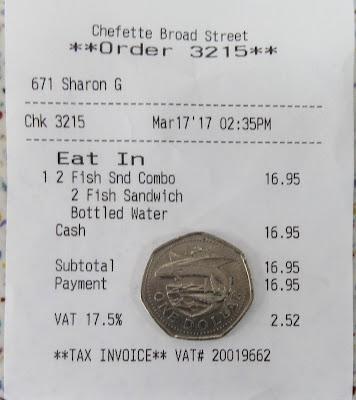 Chefette Broad Street
**Order 3215**
671 Sharon G
Chk 3215 Mar17'17 02:35PM
Eat In
1 2 Fish Snd Combo 16.95
2 Fish Sandwich
Bottled Water
Cash 16.95
Subtotal 16.95
Payment 16.95
VAT 17.5% 2.52
**TAX INVOICE** VAT# 20019662
ONE DOLLAR